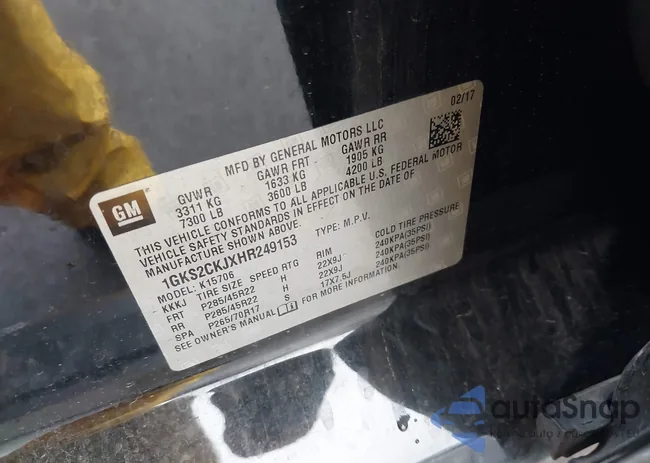 02/17
MFD BY GENERAL MOTORS LLC
GVWR GAWR FRT GAWR RR
3311 KG 1633 KG 1905 KG
7300 LB 3600 LB 4200 LB
GM
THIS VEHICLE CONFORMS TO ALL APPLICABLE U.S. FEDERAL MOTOR
VEHICLE SAFETY STANDARDS IN EFFECT ON THE DATE OF
MANUFACTURE SHOWN ABOVE.
1GKS2CKJXHR249153 TYPE: M.P.V.
MODEL: K15706
KKKJ TIRE SIZE SPEED RTG RIM COLD TIRE PRESSURE
FRT P285/45R22 H 22X9J 240KPA(35PSI)
RR P285/45R22 H 22X9J 240KPA(35PSI)
SPA P265/70R17 S 17X7.5J 240KPA(35PSI)
SEE OWNER'S MANUAL FOR MORE INFORMATION.
autoSnap